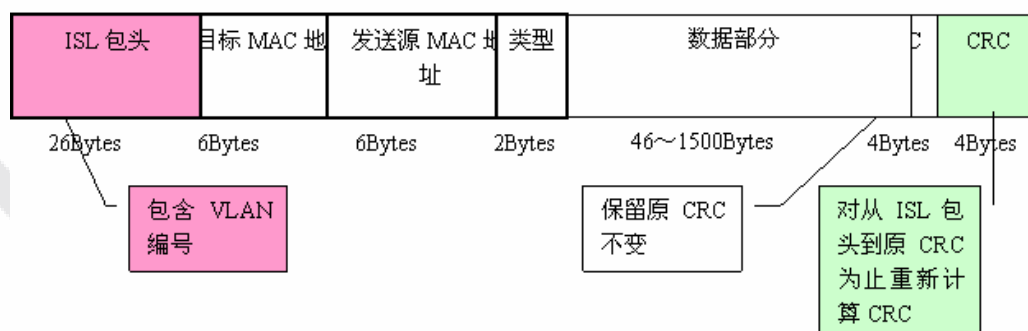 ISL 包头
目标 MAC 地
发送源 MAC 地
址
类型
数据部分
C
CRC
26Bytes
6Bytes
6Bytes
2Bytes
46～1500Bytes
4Bytes
4Bytes
包含 VLAN
编号
保留原 CRC
不变
对从 ISL 包
头到原 CRC
为止重新计
算 CRC